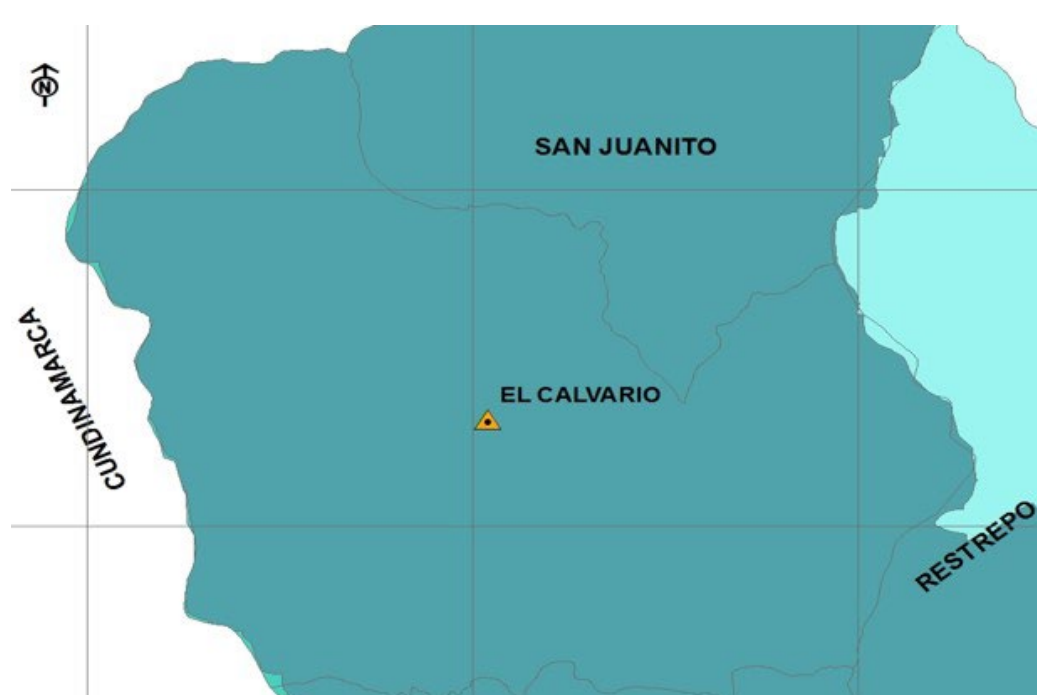 N
SAN JUANITO
CUNDINAMARCA
EL CALVARIO
RESTREPO